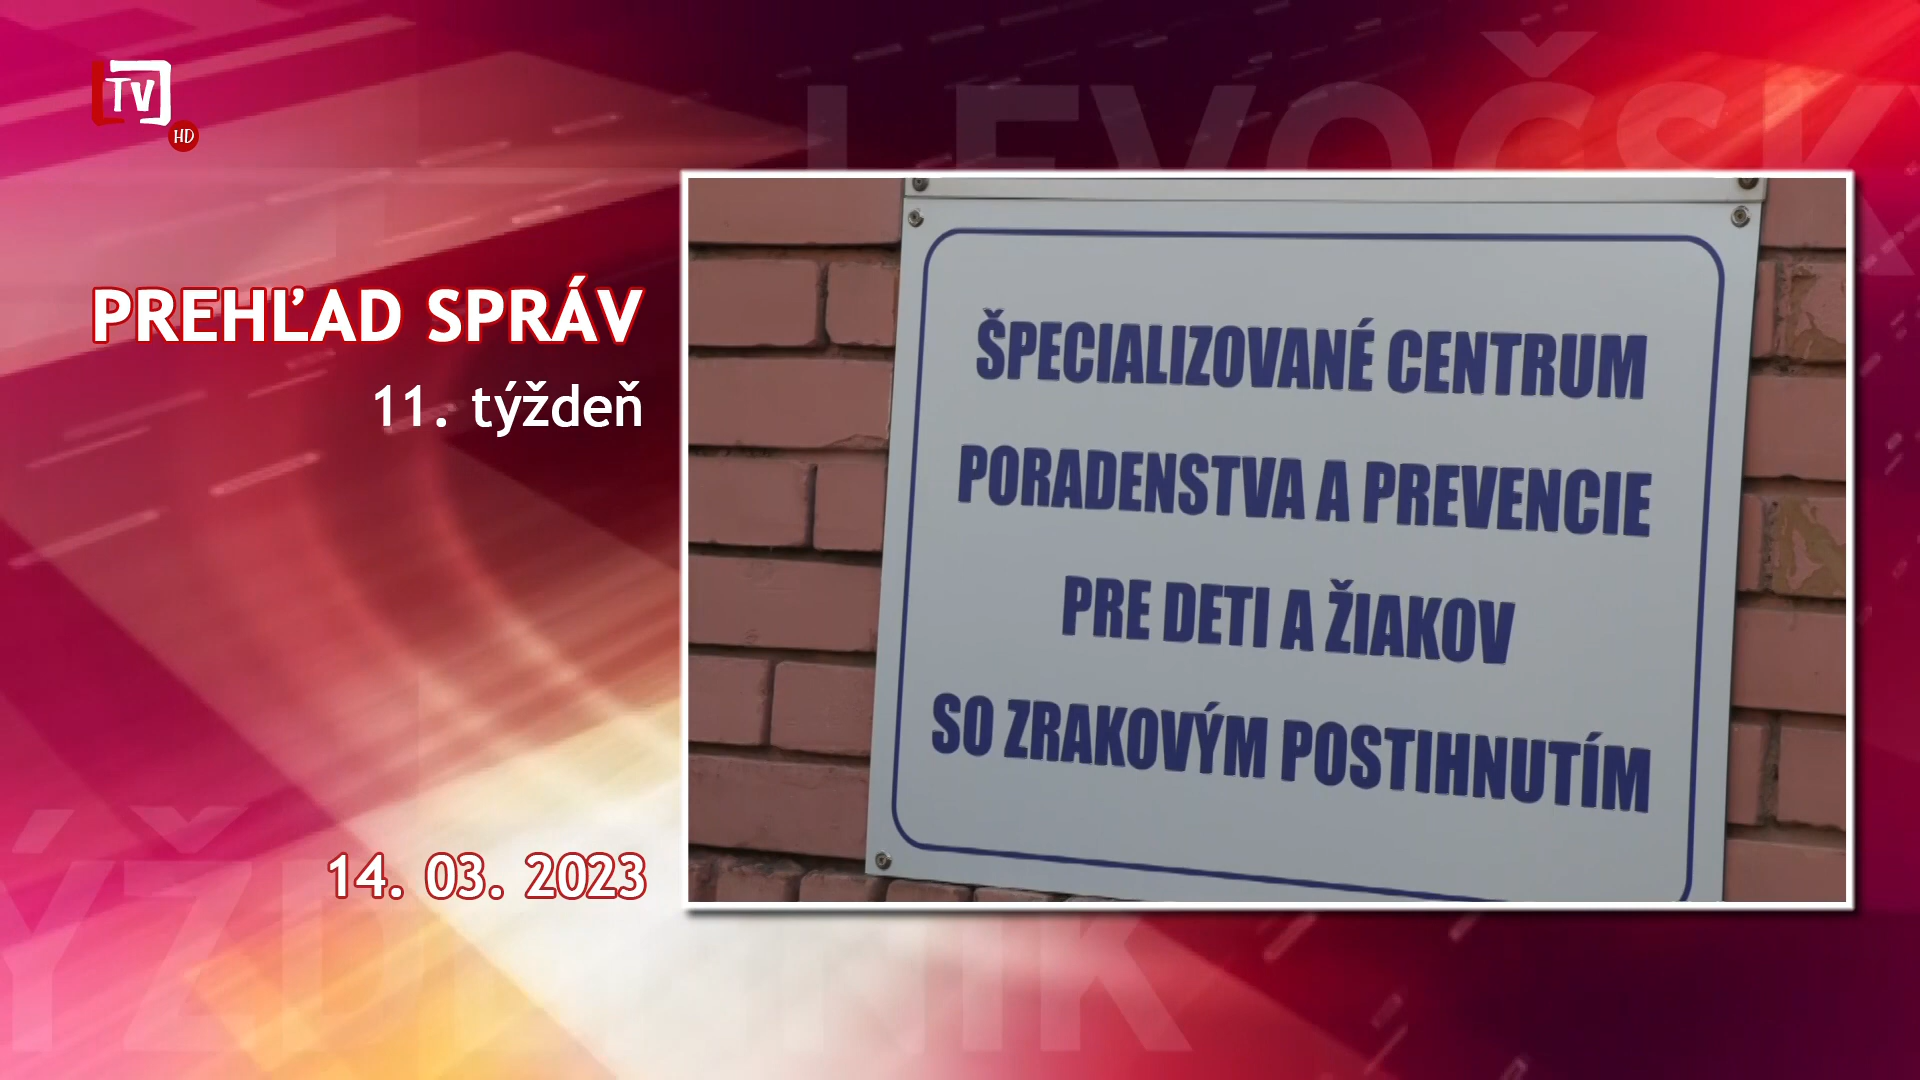 TV
HD
LEVOČSK
PREHĽAD SPRÁV
11. týždeň
14. 03. 2023
ŠPECIALIZOVANÉ CENTRUM
PORADENSTVA A PREVENCIE
PRE DETI A ŽIAKOV
SO ZRAKOVÝM POSTIHNUTÍM